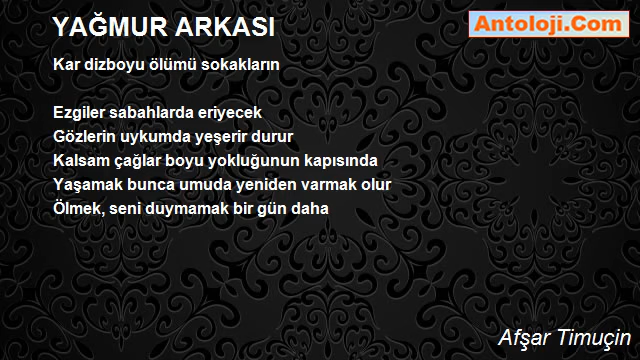 YAĞMUR ARKASI
Antoloji.Com
Kar dizboyu ölümü sokakların
Ezgiler sabahlarda eriyecek
Gözlerin uykumda yeşerir durur
Kalsam çağlar boyu yokluğunun kapısında
Yaşamak bunca umuda yeniden varmak olur
Ölmek, seni duymamak bir gün daha
Afşar Timuçin